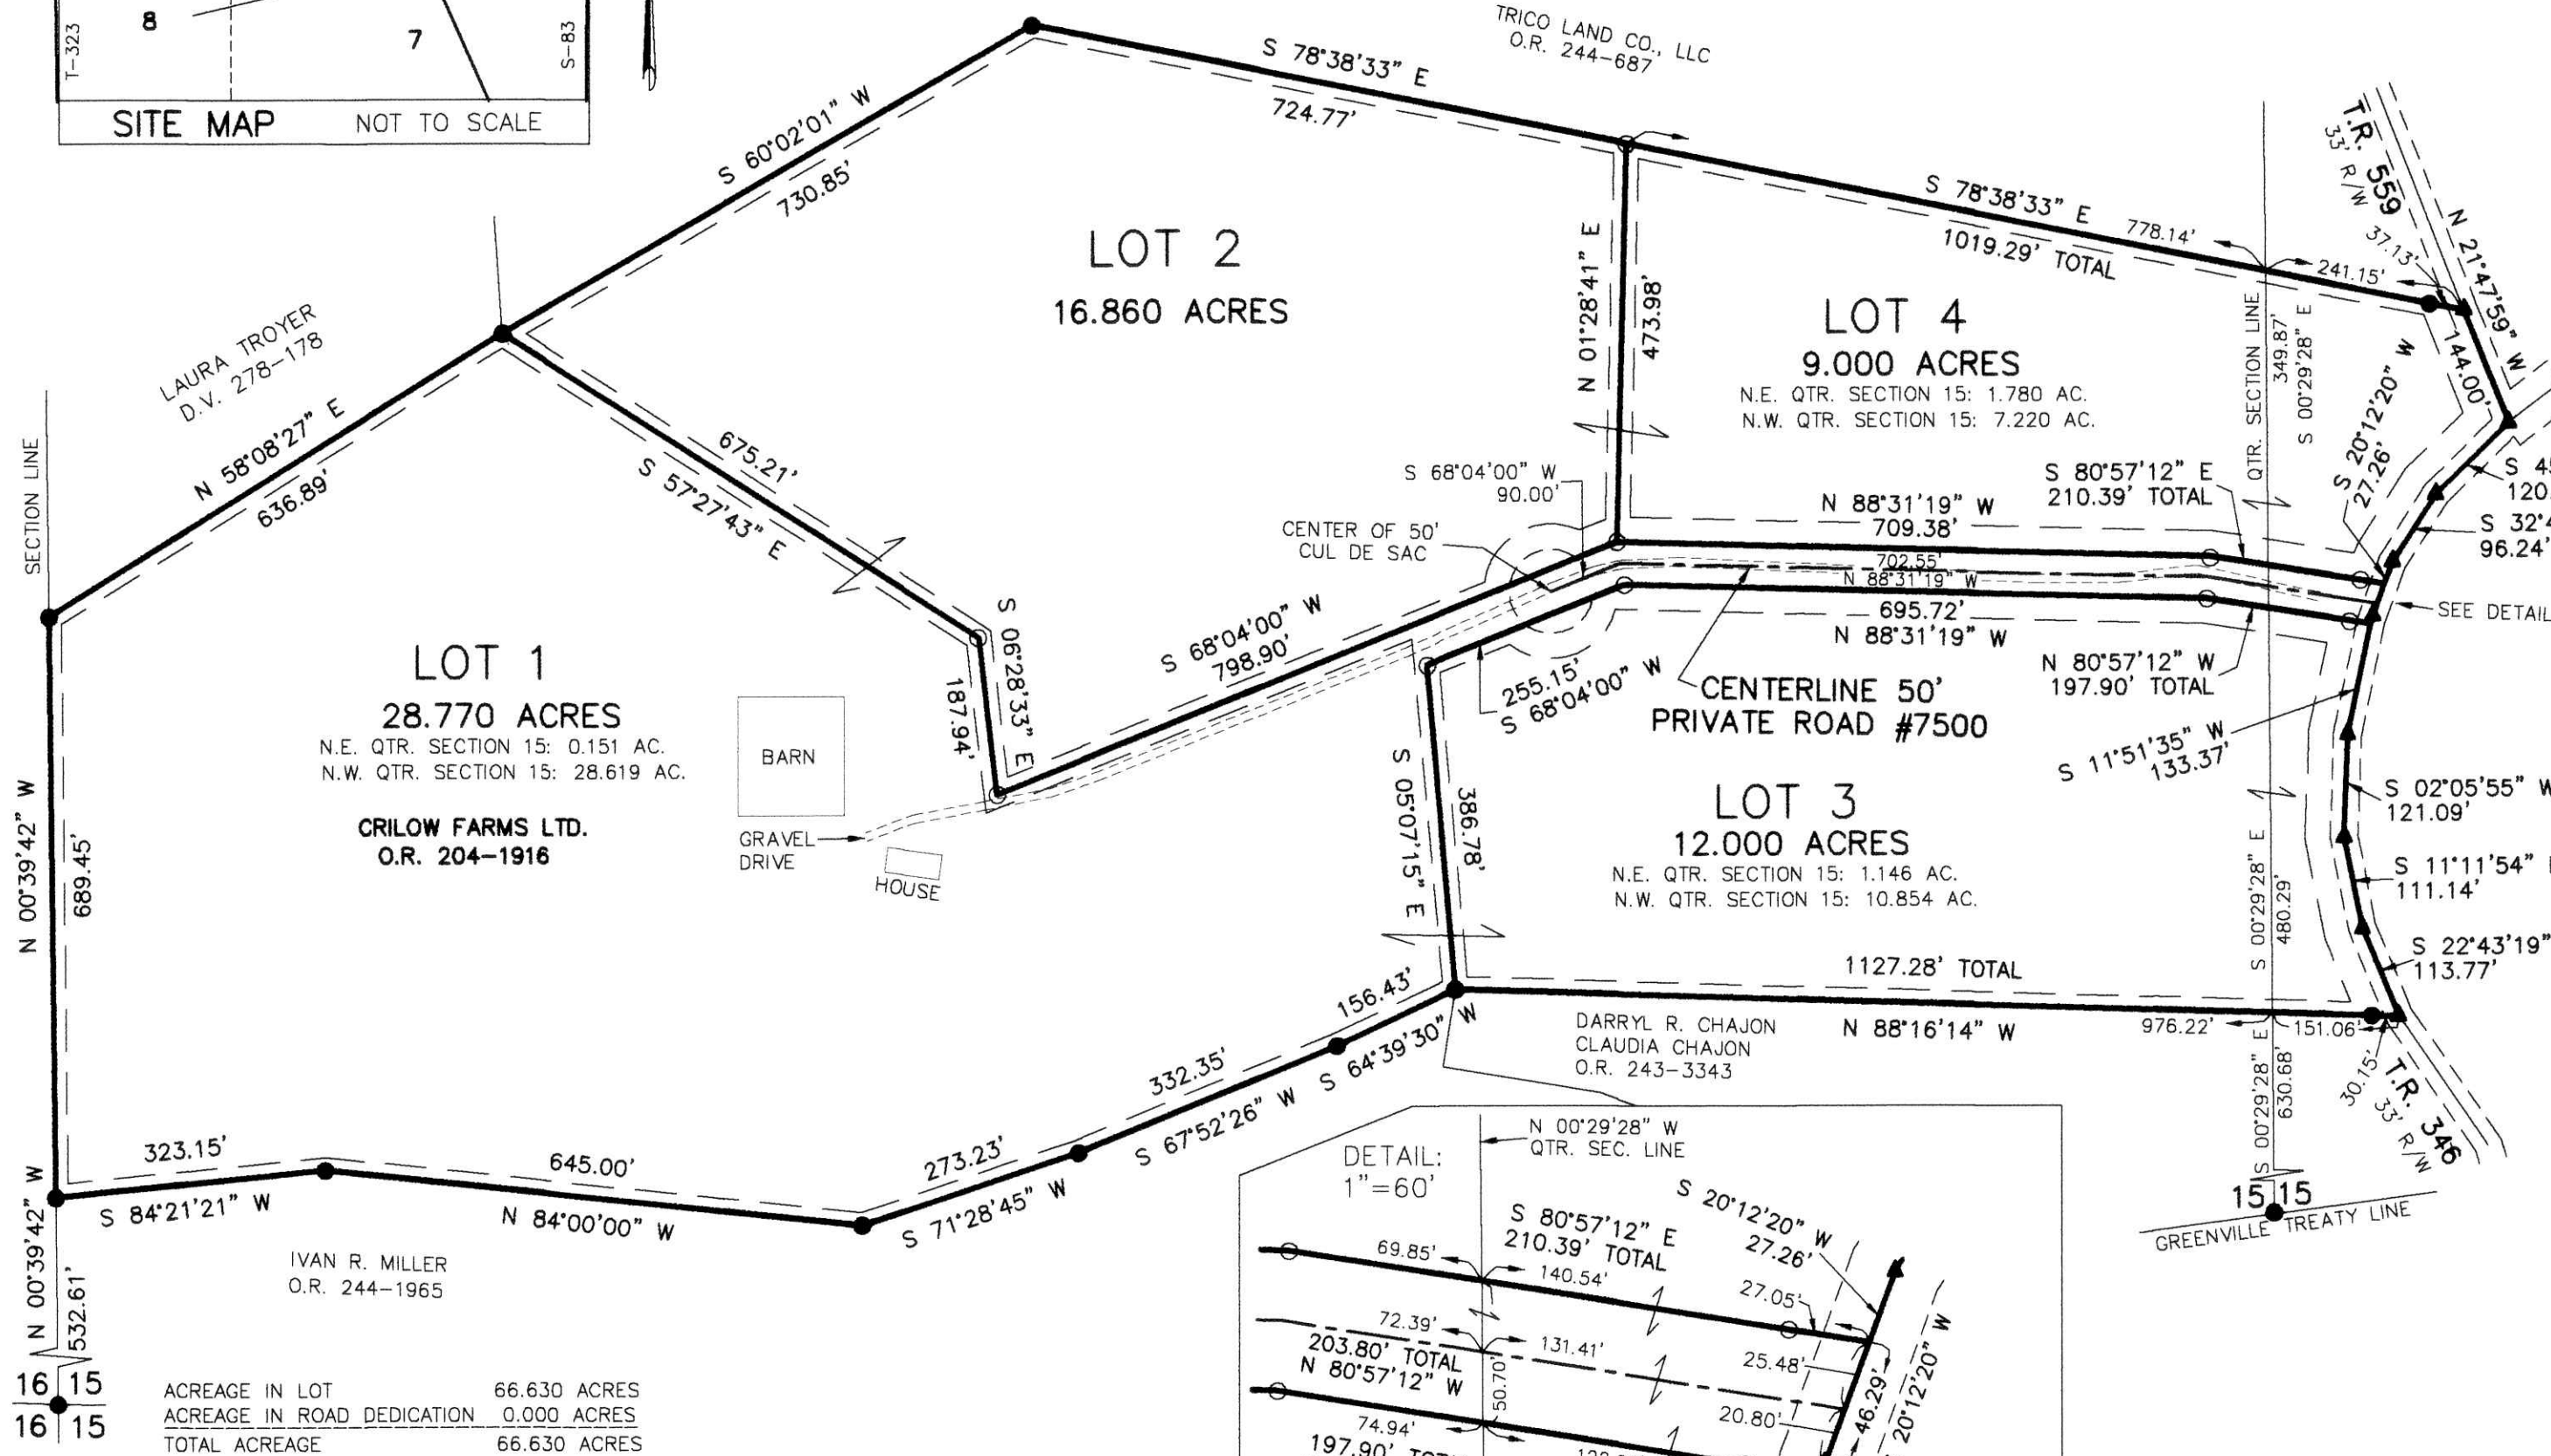 T-323
8
7
S-83
SITE MAP
NOT TO SCALE
TRICO LAND CO., LLC
O.R. 244-687
S 78°38'33" E
724.77'
S 60°02'01" W
730.85'
LOT 2
16.860 ACRES
LAURA TROYER
D.V. 278-178
N 58°08'27" E
636.89'
SECTION LINE
675.21'
S 57°27'43" E
N 01°28'41" E
473.98'
S 78°38'33" E
1019.29' TOTAL
778.14'
241.15'
37.13'
T.R. 559
33' R/W
N 21°47'59" W
144.00'
LOT 4
9.000 ACRES
N.E. QTR. SECTION 15: 1.780 AC.
N.W. QTR. SECTION 15: 7.220 AC.
QTR. SECTION LINE
349.87'
S 00°29'28" E
S 20°12'20" W
27.26'
S 45
120.
S 32°4
96.24'
S 68°04'00" W
90.00'
CENTER OF 50'
CUL DE SAC
N 88°31'19" W
709.38'
S 80°57'12" E
210.39' TOTAL
702.55'
N 88°31'19" W
695.72'
N 88°31'19" W
SEE DETAIL
N 80°57'12" W
197.90' TOTAL
S 06°28'33" E
187.94'
S 68°04'00" W
798.90'
255.15'
S 68°04'00" W
CENTERLINE 50'
PRIVATE ROAD #7500
LOT 1
28.770 ACRES
N.E. QTR. SECTION 15: 0.151 AC.
N.W. QTR. SECTION 15: 28.619 AC.
CRILOW FARMS LTD.
O.R. 204-1916
BARN
GRAVEL
DRIVE
HOUSE
N 00°39'42" W
689.45'
S 05°07'15" E
386.78'
LOT 3
12.000 ACRES
N.E. QTR. SECTION 15: 1.146 AC.
N.W. QTR. SECTION 15: 10.854 AC.
S 11°51'35" W
133.37'
S 02°05'55" W
121.09'
S 11°11'54" E
111.14'
S 22°43'19"
113.77'
S 00°29'28" E
480.29'
1127.28' TOTAL
N 88°16'14" W
976.22'
151.06'
30.15'
T.R. 346
33' R/W
S 00°29'28" E
630.68'
15 15
GREENVILLE TREATY LINE
DARRYL R. CHAJON
CLAUDIA CHAJON
O.R. 243-3343
156.43'
S 64°39'30" W
332.35'
S 67°52'26" W
273.23'
S 71°28'45" W
645.00'
N 84°00'00" W
323.15'
S 84°21'21" W
IVAN R. MILLER
O.R. 244-1965
N 00°39'42" W
532.61'
16 15
16 15
ACREAGE IN LOT 66.630 ACRES
ACREAGE IN ROAD DEDICATION 0.000 ACRES
TOTAL ACREAGE 66.630 ACRES
DETAIL:
1"=60'
N 00°29'28" W
QTR. SEC. LINE
S 20°12'20" W
27.26'
S 80°57'12" E
210.39' TOTAL
69.85'
140.54'
27.05'
72.39'
203.80' TOTAL
N 80°57'12" W
131.41'
25.48'
20.80'
46.29'
20°12'20" W
50.70'
74.94'
197.90'